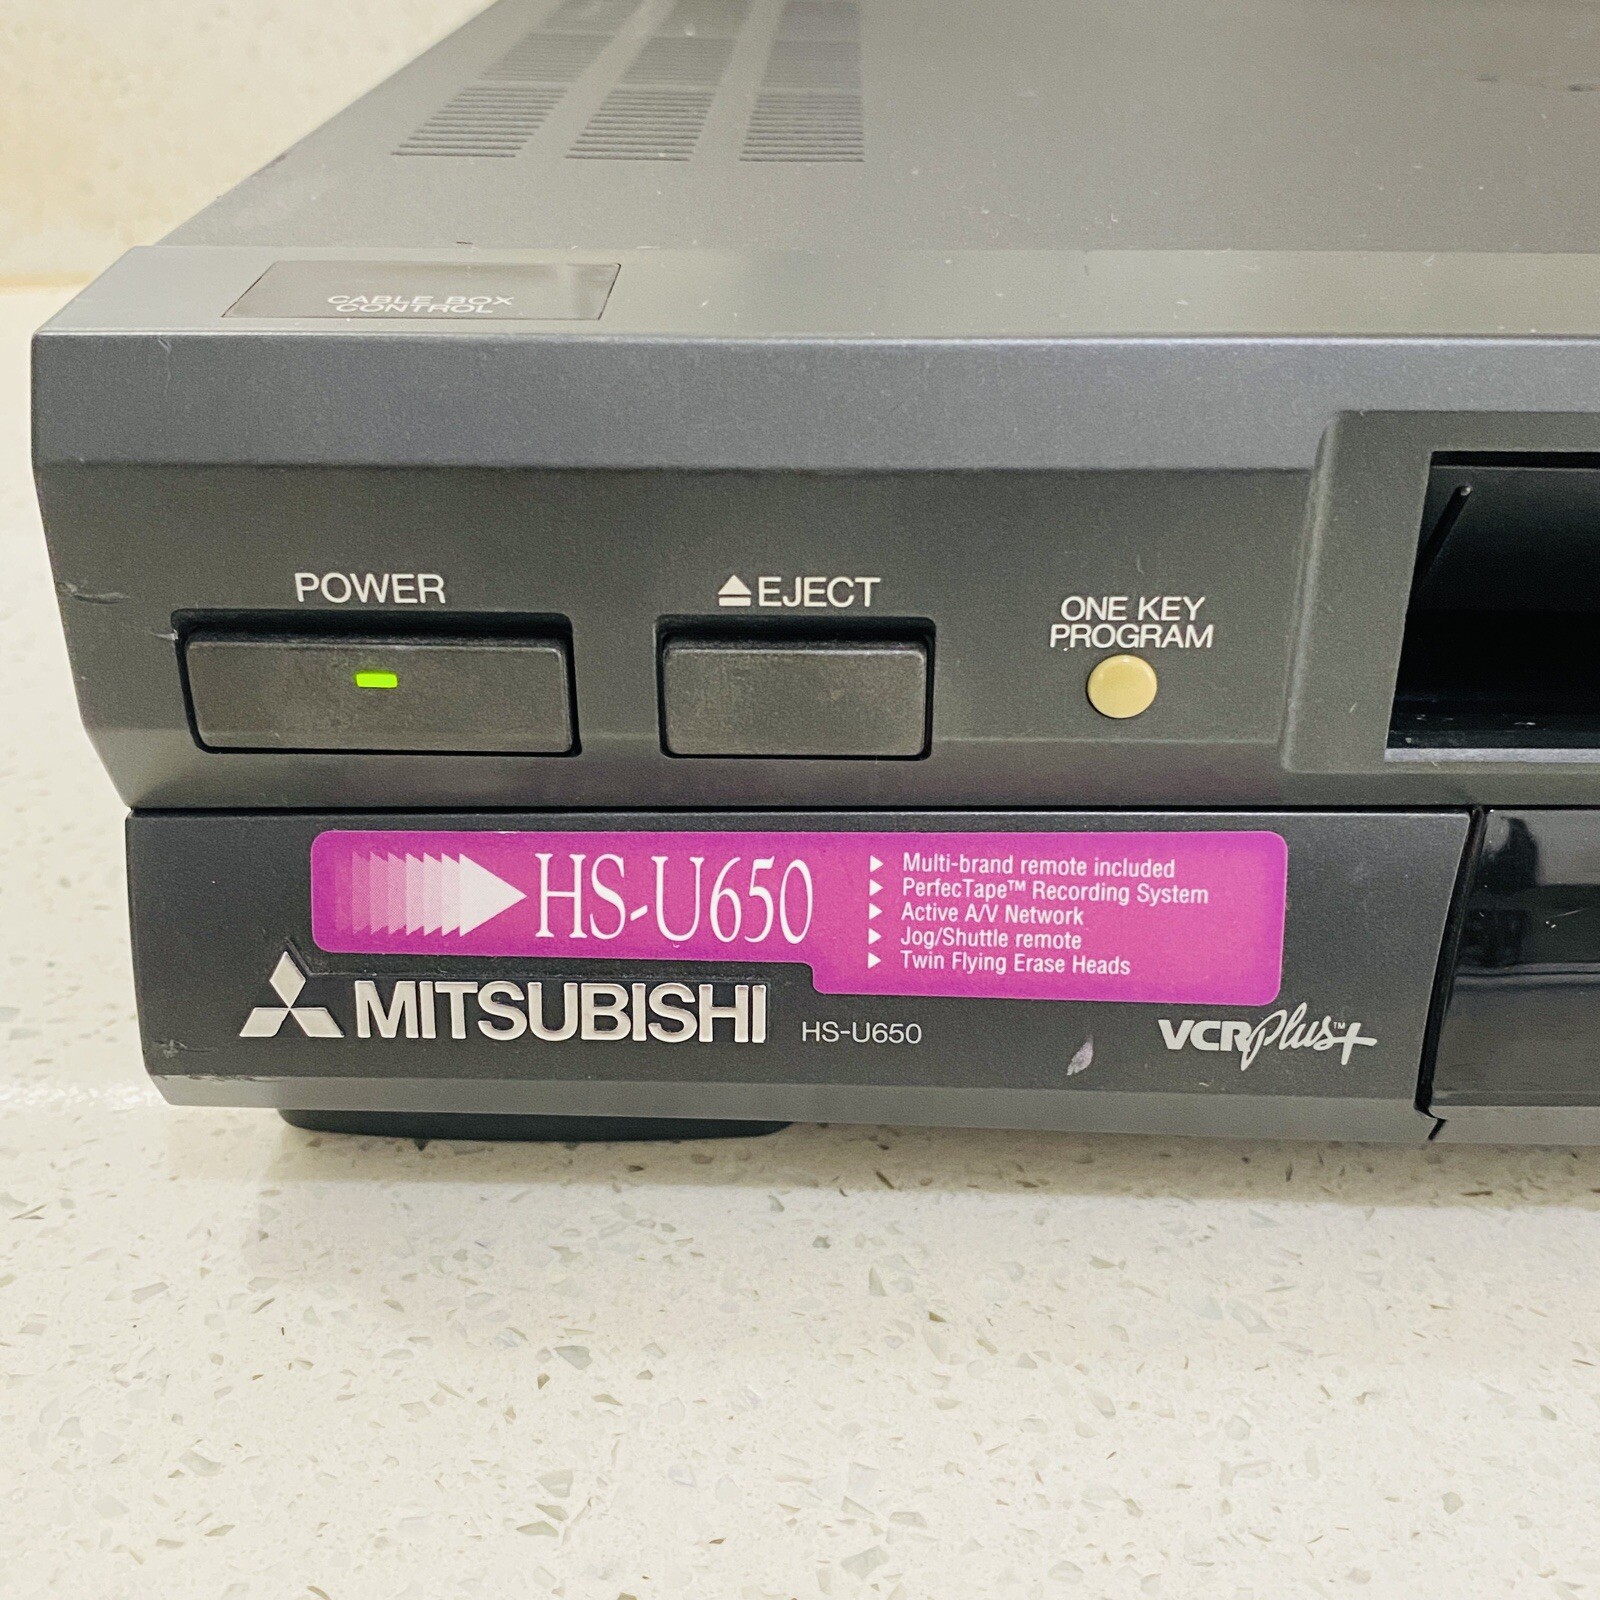 CABLE BOX
CONTROL
POWER
EJECT
ONE KEY
PROGRAM
HS-U650
Multi-brand remote included
PerfecTape™ Recording System
Active A/V Network
Jog/Shuttle remote
Twin Flying Erase Heads
MITSUBISHI HS-U650
VCRPlus™+